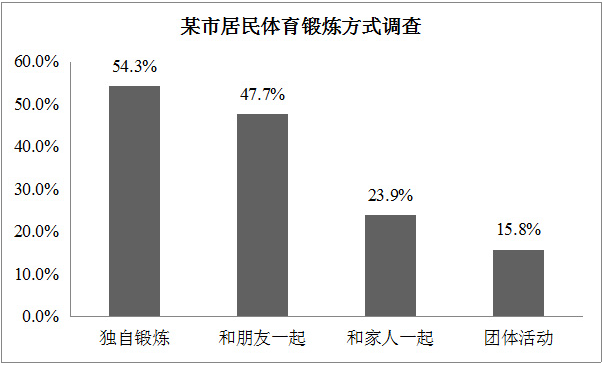 某市居民体育锻炼方式调查
60.0%
50.0%
40.0%
30.0%
20.0%
10.0%
0.0%
54.3%
47.7%
23.9%
15.8%
独自锻炼
和朋友一起
和家人一起
团体活动